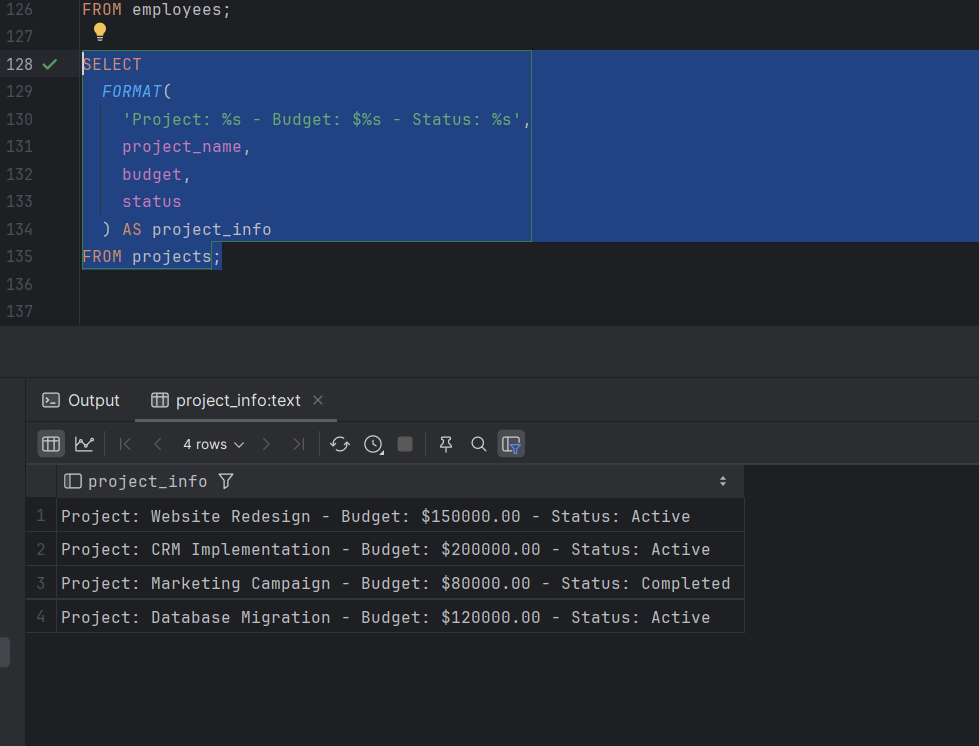 126 FROM employees;
127
128 SELECT
129 FORMAT(
130 'Project: %s - Budget: $%s - Status: %s',
131 project_name,
132 budget,
133 status
134 ) AS project_info
135 FROM projects;
136
137
Output project_info:text
4 rows
project_info
1 Project: Website Redesign - Budget: $150000.00 - Status: Active
2 Project: CRM Implementation - Budget: $200000.00 - Status: Active
3 Project: Marketing Campaign - Budget: $80000.00 - Status: Completed
4 Project: Database Migration - Budget: $120000.00 - Status: Active